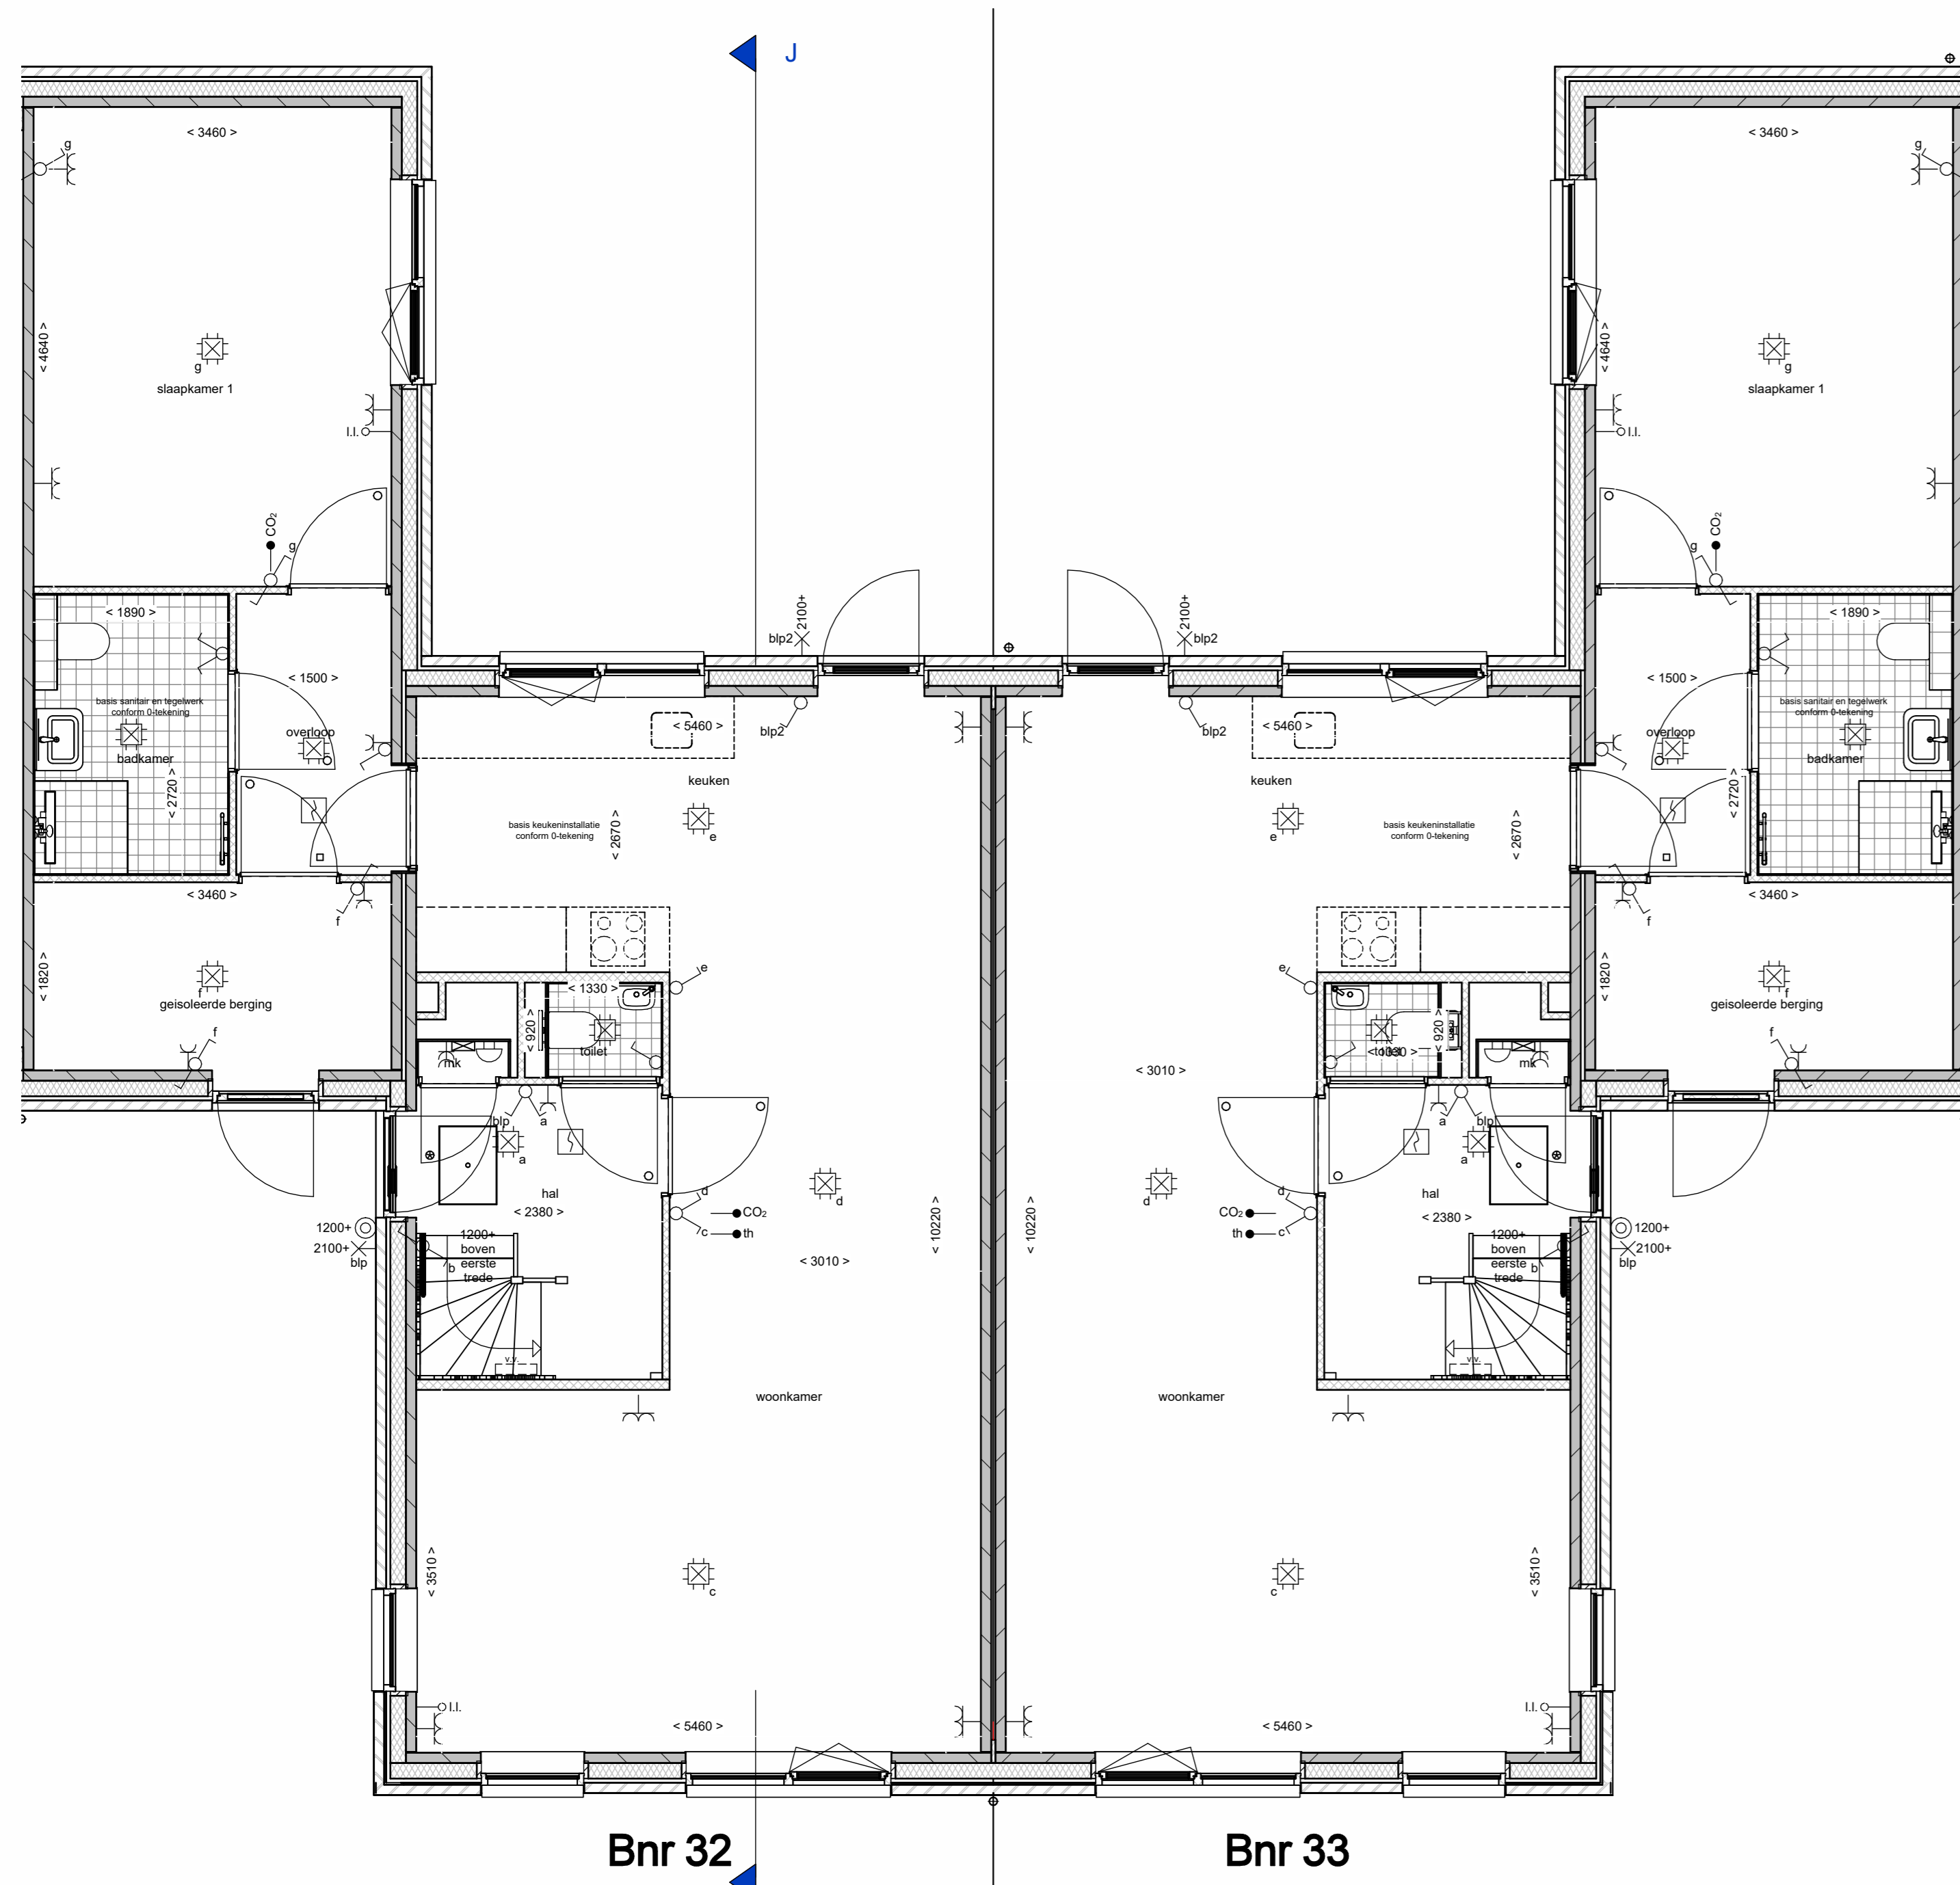 J
< 3460 >
< 3460 >
g
g
< 4640 >
< 4640 >
g
g
slaapkamer 1
slaapkamer 1
l.l.
l.l.
CO₂
g
g
CO₂
< 1890 >
2100+
blp2
2100+
blp2
< 1890 >
< 1500 >
< 1500 >
basis sanitair en tegelwerk
conform 0-tekening
basis sanitair en tegelwerk
conform 0-tekening
overloop
< 5460 >
blp2
blp2
< 5460 >
overloop
badkamer
badkamer
< 2720 >
keuken
keuken
< 2720 >
basis keukeninstallatie
conform 0-tekening
< 2670 >
e
e
basis keukeninstallatie
conform 0-tekening
< 2670 >
< 3460 >
< 3460 >
f
f
< 1820 >
e
e
< 1820 >
f
< 1330 >
f
geisoleerde berging
geisoleerde berging
f
< 920 >
toilet
mk
< 920 >
toilet
< 1330 >
mk
f
< 3010 >
blp
a
a
a
blp
a
hal
< 2380 >
d
c
CO₂
th
d
< 10220 >
< 10220 >
d
CO₂
th
d
c
hal
< 2380 >
1200+
2100+
blp
1200+
boven
eerste
trede
b
< 3010 >
1200+
boven
eerste
trede
b
1200+
2100+
blp
v.v.
v.v.
woonkamer
woonkamer
< 3510 >
c
c
< 3510 >
l.l.
l.l.
< 5460 >
< 5460 >
Bnr 32
Bnr 33